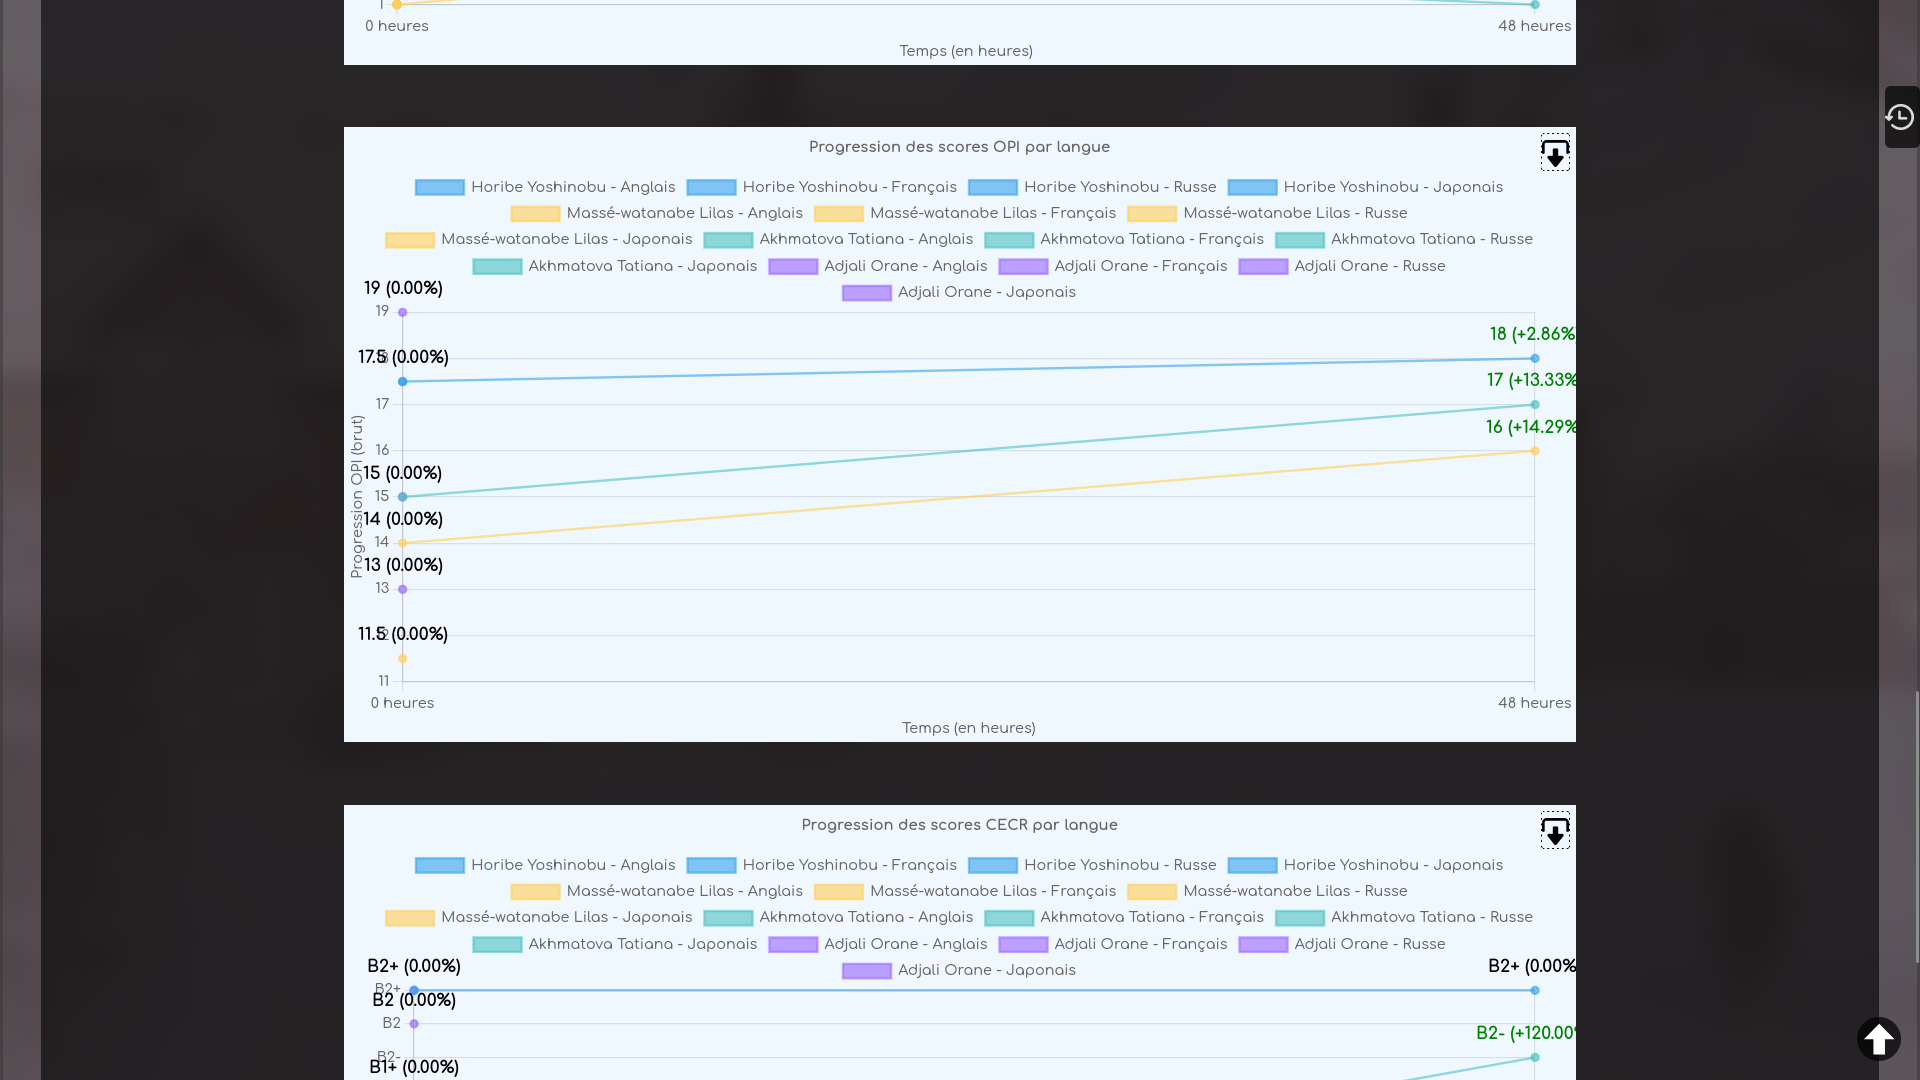 1
0 heures 48 heures
Temps (en heures)
Progression des scores OPI par langue
Horibe Yoshinobu - Anglais Horibe Yoshinobu - Français Horibe Yoshinobu - Russe Horibe Yoshinobu - Japonais
Massé-watanabe Lilas - Anglais Massé-watanabe Lilas - Français Massé-watanabe Lilas - Russe
Massé-watanabe Lilas - Japonais Akhmatova Tatiana - Anglais Akhmatova Tatiana - Français Akhmatova Tatiana - Russe
Akhmatova Tatiana - Japonais Adjali Orane - Anglais Adjali Orane - Français Adjali Orane - Russe
19 (0.00%)
Adjali Orane - Japonais
19
18 (+2.86%
17.5 (0.00%)
17 (+13.33%
17
16 (+14.29%
16
15 (0.00%)
15
14 (0.00%)
14
13 (0.00%)
13
11.5 (0.00%)
11
Progression OPI (brut)
0 heures 48 heures
Temps (en heures)
Progression des scores CECR par langue
Horibe Yoshinobu - Anglais Horibe Yoshinobu - Français Horibe Yoshinobu - Russe Horibe Yoshinobu - Japonais
Massé-watanabe Lilas - Anglais Massé-watanabe Lilas - Français Massé-watanabe Lilas - Russe
Massé-watanabe Lilas - Japonais Akhmatova Tatiana - Anglais Akhmatova Tatiana - Français Akhmatova Tatiana - Russe
Akhmatova Tatiana - Japonais Adjali Orane - Anglais Adjali Orane - Français Adjali Orane - Russe
B2+ (0.00%) B2+ (0.00%
Adjali Orane - Japonais
B2+
B2 (0.00%)
B2
B2- (+120.00
B2-
B1+ (0.00%)